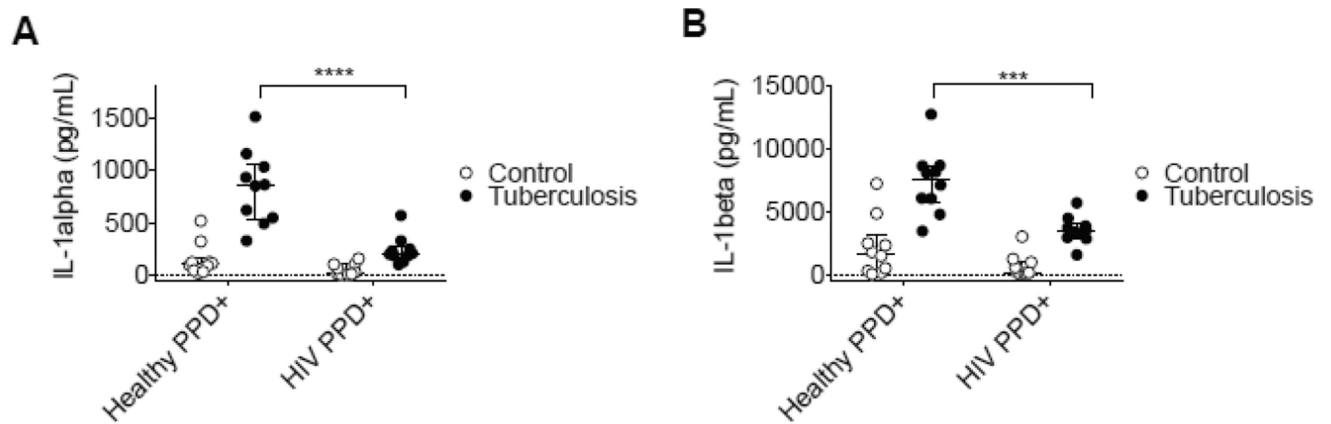 A
IL-1alpha (pg/mL)
1500
1000
500
0
****
Healthy PPD+
HIV PPD+
Control
Tuberculosis
B
IL-1beta (pg/mL)
15000
10000
5000
0
***
Healthy PPD+
HIV PPD+
Control
Tuberculosis